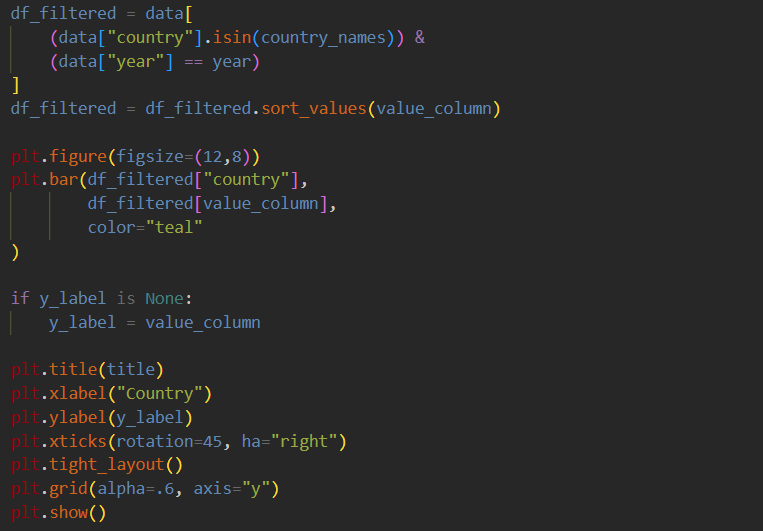 df_filtered = data[
    (data["country"].isin(country_names)) &
    (data["year"] == year)
]
df_filtered = df_filtered.sort_values(value_column)

plt.figure(figsize=(12,8))
plt.bar(df_filtered["country"],
        df_filtered[value_column],
        color="teal"
)

if y_label is None:
    y_label = value_column

plt.title(title)
plt.xlabel("Country")
plt.ylabel(y_label)
plt.xticks(rotation=45, ha="right")
plt.tight_layout()
plt.grid(alpha=.6, axis="y")
plt.show()